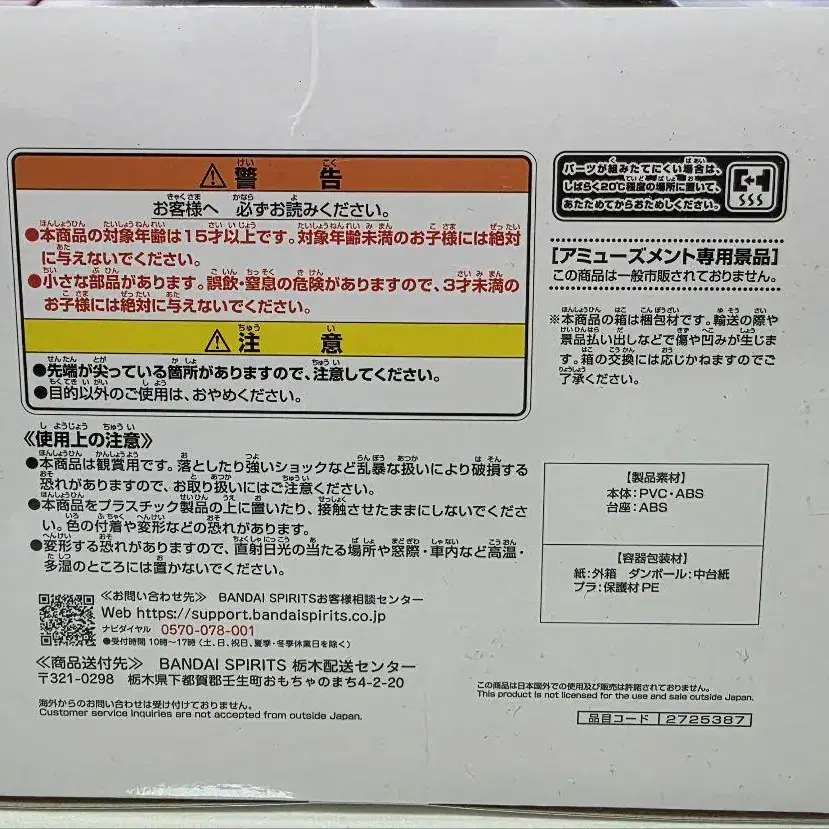 ⚠警告
お客様へ 必ずお読みください。
●本商品の対象年齢は15才以上です。対象年齢未満のお子様には絶対
に与えないでください。
●小さな部品があります。誤飲・窒息の危険がありますので、3才未満の
お子様には絶対に与えないでください。
⚠注意
●先端が尖っている箇所がありますので、注意してください。
●目的以外のご使用は、おやめください。
《使用上の注意》
●本商品は観賞用です。落としたり強いショックなど乱暴な扱いにより破損する
恐れがありますので、お取り扱いにはご注意ください。
●本商品をプラスチック製品の上に置いたり、接触させたままにしないでくださ
い。色の付着や変形などの恐れがあります。
●変形する恐れがありますので、直射日光の当たる場所や窓際・車内など高温・
多湿のところには置かないでください。
≪お問い合わせ先≫ BANDAI SPIRITSお客様相談センター
Web https://support.bandaispirits.co.jp
ナビダイヤル 0570-078-001
●受付時間 10時～17時(土、日、祝日、夏季・冬季休業日を除く)
≪商品送付先≫ BANDAI SPIRITS 栃木配送センター
〒321-0298 栃木県下都賀郡壬生町おもちゃのまち4-2-20
海外からのお問い合わせは受け付けておりません。
Customer service inquiries are not accepted from outside Japan.
パーツが組みたてにくい場合は、
しばらく20℃程度の場所に置いて、
あたためてからおためしください。
[アミューズメント専用景品]
この商品は一般市販されておりません。
※本商品の箱は梱包材です。輸送の際や
景品払い出しなどで傷や凹みが生じま
す。箱の交換には応じかねますのでご
了承ください。
【製品素材】
本体:PVC・ABS
台座:ABS
【容器包装材】
紙:外箱 ダンボール:中台紙
プラ:保護材PE
この商品は日本国外での使用及び販売は許諾されておりません。
This product is not licensed for the use and sale outside Japan.
品目コード 2725387